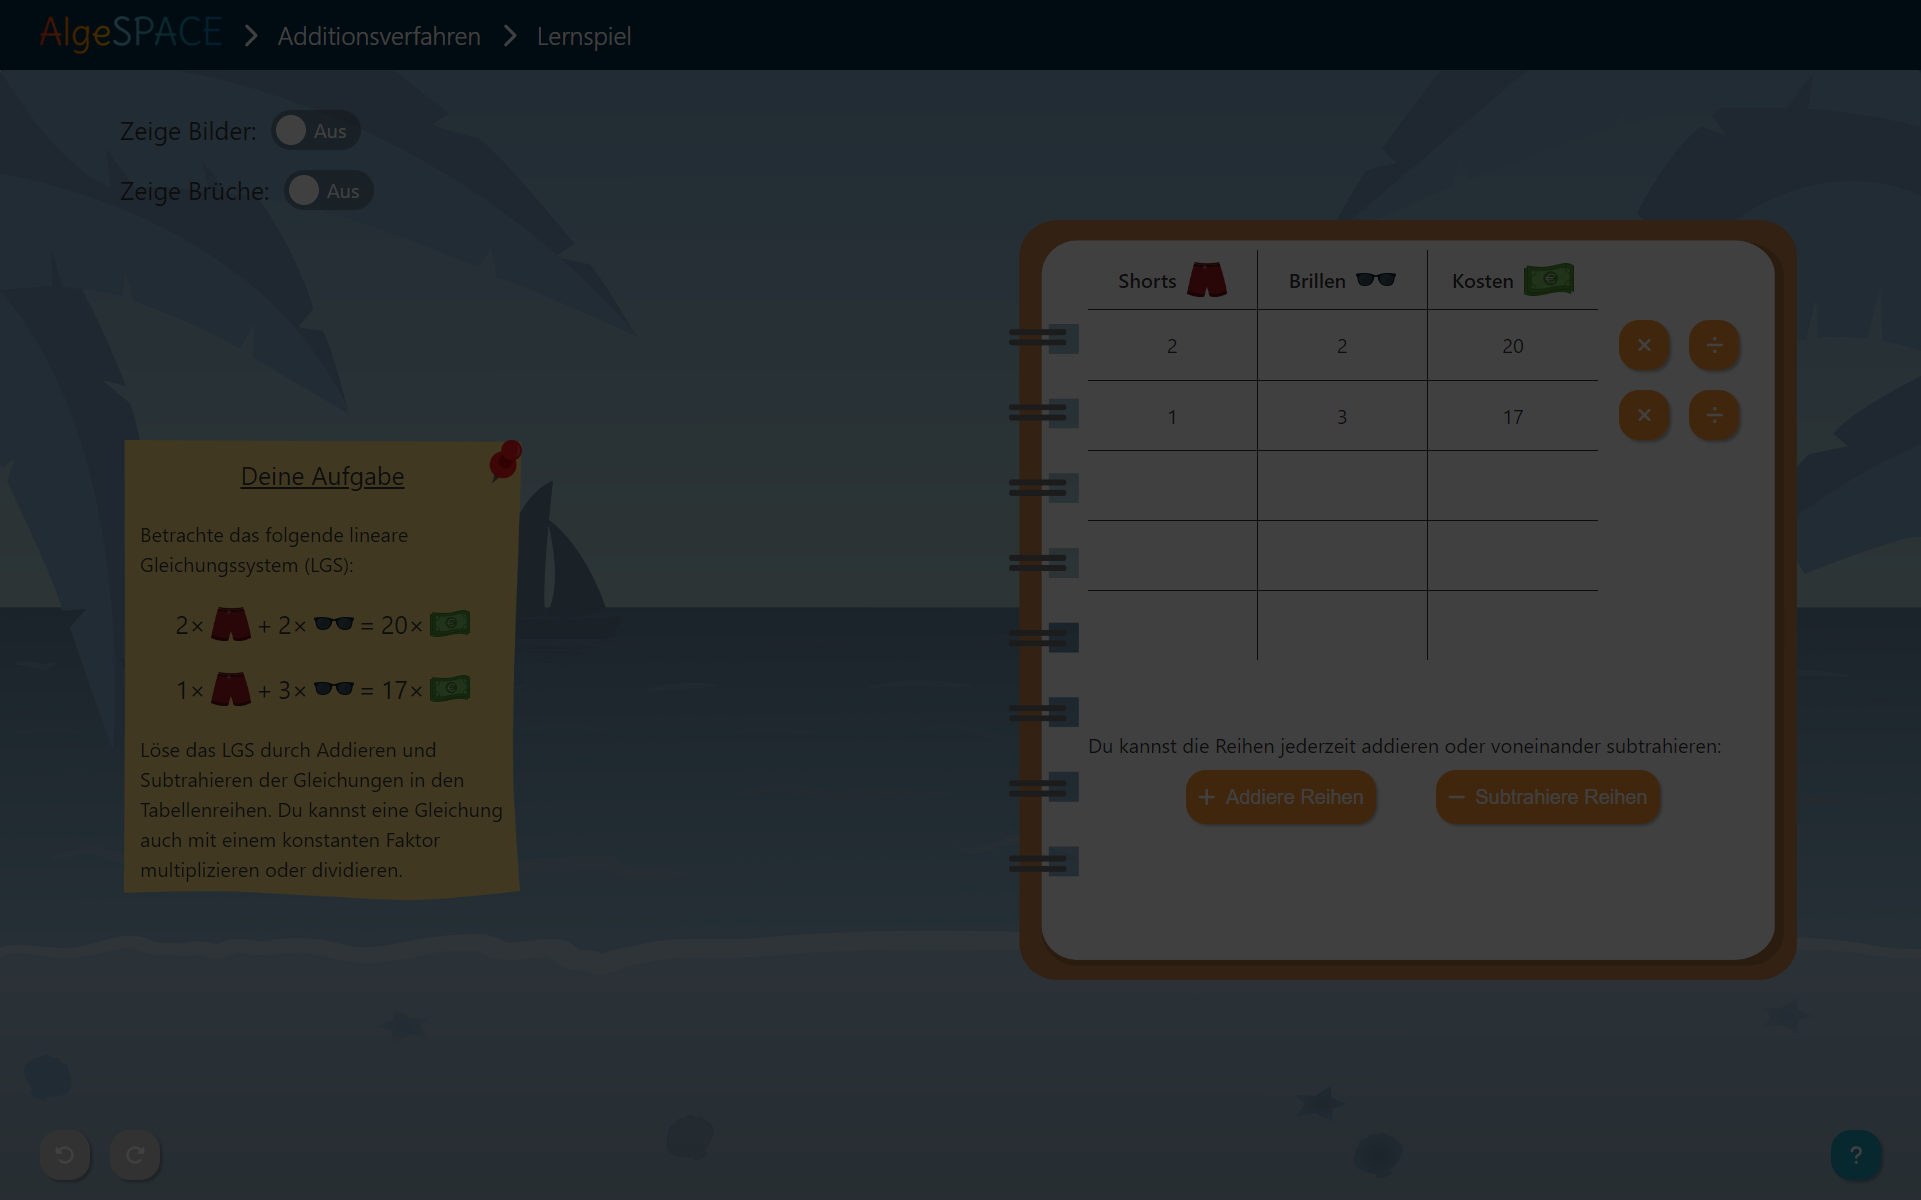 AlgeSPACE > Additionsverfahren > Lernspiel
Zeige Bilder: Aus
Zeige Brüche: Aus
Deine Aufgabe
Betrachte das folgende lineare
Gleichungssystem (LGS):
2× + 2× = 20×
1× + 3× = 17×
Löse das LGS durch Addieren und
Subtrahieren der Gleichungen in den
Tabellenreihen. Du kannst eine Gleichung
auch mit einem konstanten Faktor
multiplizieren oder dividieren.
Shorts Brillen Kosten
2 2 20 × ÷
1 3 17 × ÷
Du kannst die Reihen jederzeit addieren oder voneinander subtrahieren:
+ Addiere Reihen − Subtrahiere Reihen
?